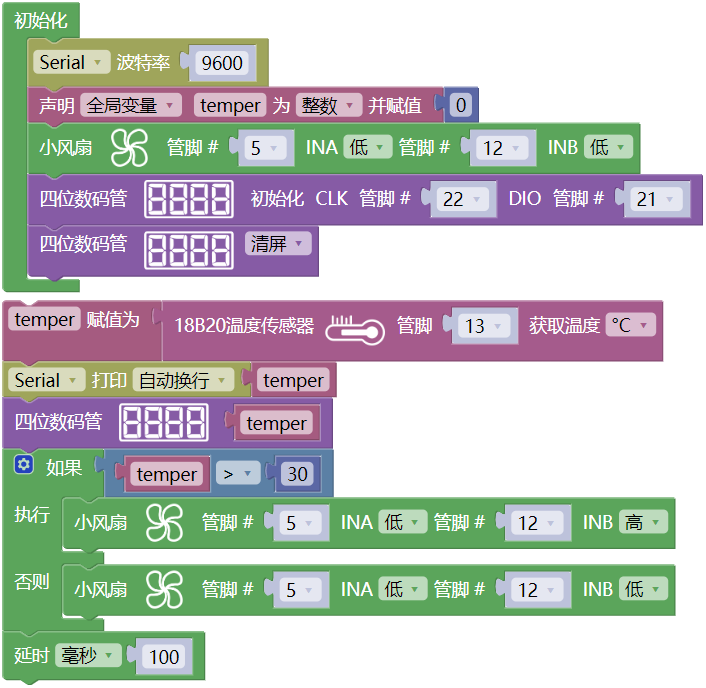 初始化
Serial 波特率 9600
声明 全局变量 temper 为 整数 并赋值 0
小风扇 管脚 # 5 INA 低 管脚 # 12 INB 低
四位数码管 初始化 CLK 管脚 # 22 DIO 管脚 # 21
四位数码管 清屏
temper 赋值为 18B20温度传感器 管脚 13 获取温度 °C
Serial 打印 自动换行 temper
四位数码管 temper
如果 temper > 30
执行 小风扇 管脚 # 5 INA 低 管脚 # 12 INB 高
否则 小风扇 管脚 # 5 INA 低 管脚 # 12 INB 低
延时 毫秒 100